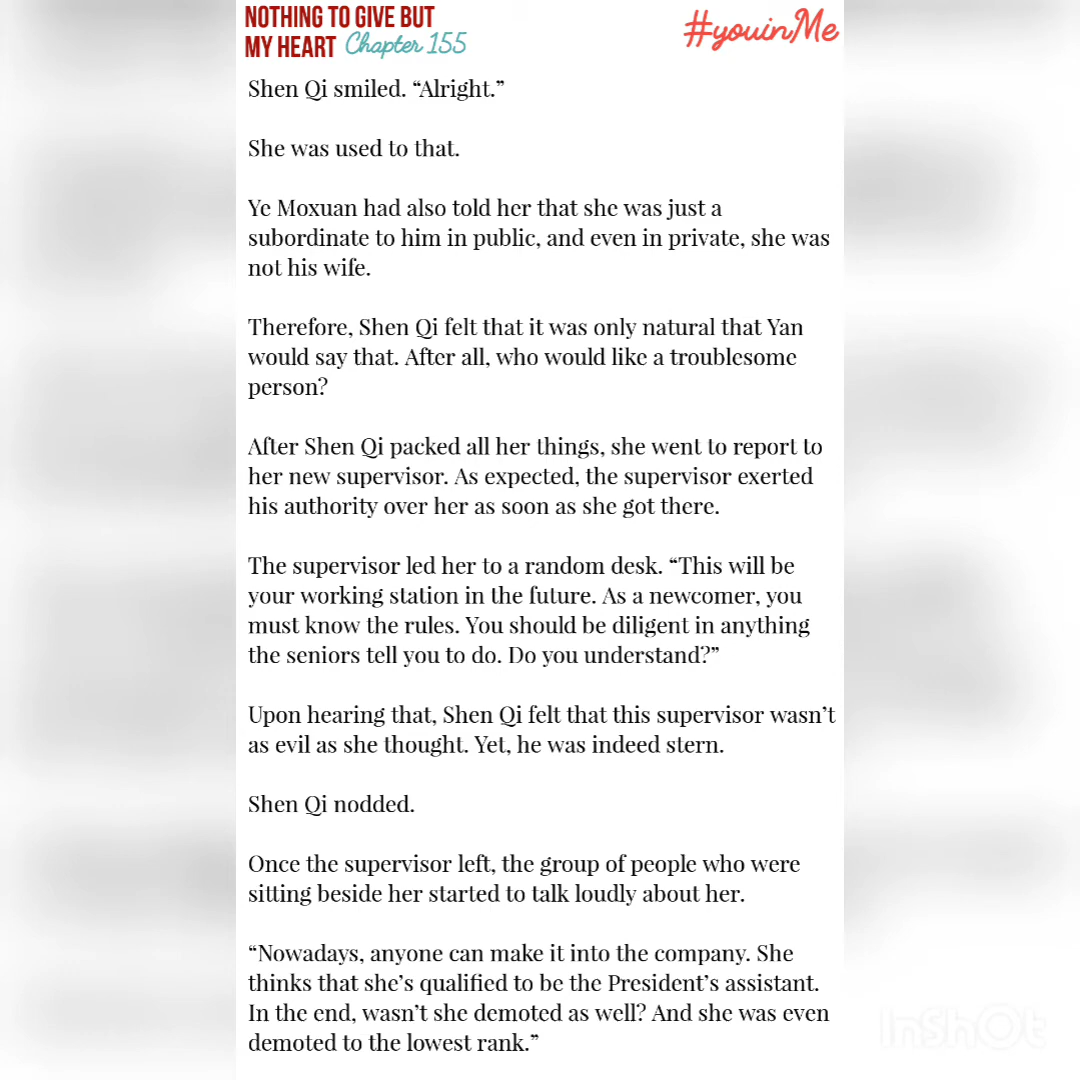 NOTHING TO GIVE BUT
MY HEART Chapter 155
#youinMe
Shen Qi smiled. “Alright.”
She was used to that.
Ye Moxuan had also told her that she was just a
subordinate to him in public, and even in private, she was
not his wife.
Therefore, Shen Qi felt that it was only natural that Yan
would say that. After all, who would like a troublesome
person?
After Shen Qi packed all her things, she went to report to
her new supervisor. As expected, the supervisor exerted
his authority over her as soon as she got there.
The supervisor led her to a random desk. “This will be
your working station in the future. As a newcomer, you
must know the rules. You should be diligent in anything
the seniors tell you to do. Do you understand?”
Upon hearing that, Shen Qi felt that this supervisor wasn’t
as evil as she thought. Yet, he was indeed stern.
Shen Qi nodded.
Once the supervisor left, the group of people who were
sitting beside her started to talk loudly about her.
“Nowadays, anyone can make it into the company. She
thinks that she’s qualified to be the President’s assistant.
In the end, wasn’t she demoted as well? And she was even
demoted to the lowest rank.”
InShOt